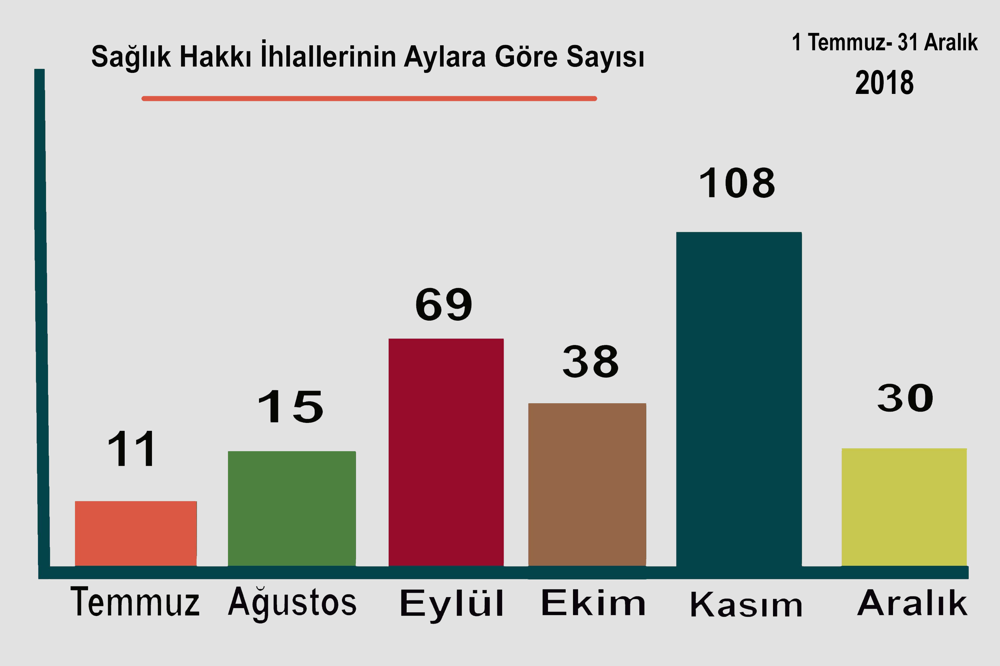 Sağlık Hakkı İhlallerinin Aylara Göre Sayısı
1 Temmuz- 31 Aralık
2018
11
15
69
38
108
30
Temmuz
Ağustos
Eylül
Ekim
Kasım
Aralık